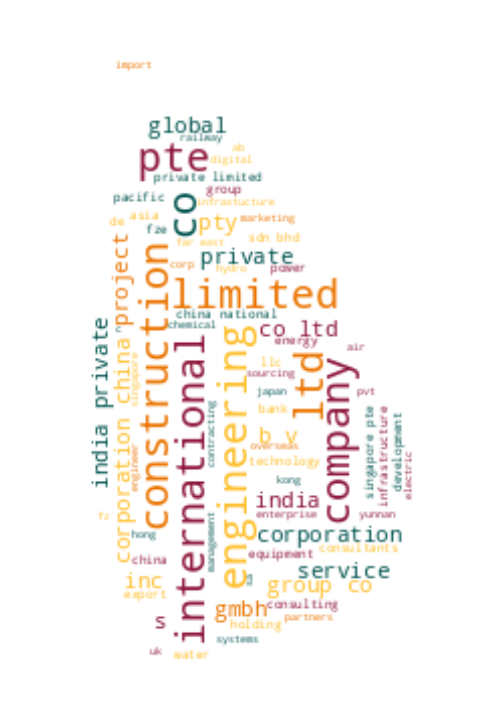 import
global
railway
ab
pte
digital
private limited
group
pacific
infrastucture
co
asia
de
pty
marketing
fze
far east
sdn bhd
private
project
construction
corp
hydro
power
limited
china national
chemical
co ltd
india private
china
singapore
international
engineering
energy
air
ltd
company
llc
sourcing
japan
pvt
contracting
bank
b v
overseas
singapore pte
infrastructure
development
electric
corporation
engineer
technology
kong
india
fz
enterprise
yunnan
hong
management
corporation
consultants
china
equipment
service
inc
export
group co
gmbh
consulting
s
holding
partners
systems
uk
water